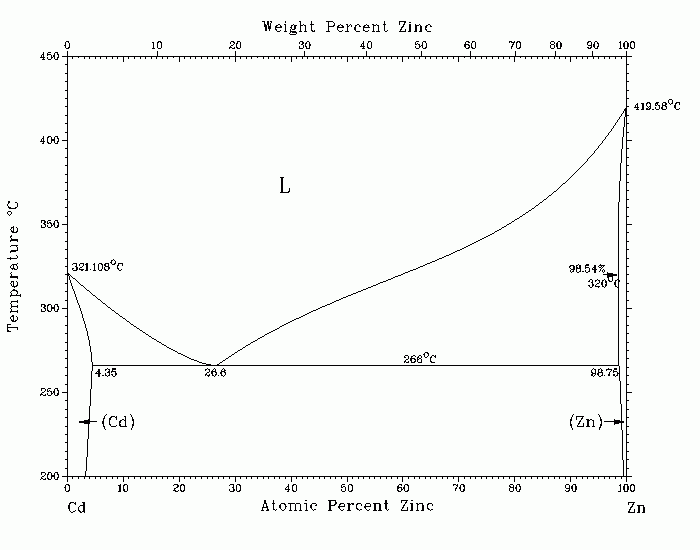 Weight Percent Zinc
0 10 20 30 40 50 60 70 80 90 100
450
400
350
300
250
200
Temperature °C
419.58°C
L
321.108°C
98.54%
320°C
266°C
4.35 26.6 98.75
(Cd) (Zn)
0 10 20 30 40 50 60 70 80 90 100
Cd Atomic Percent Zinc Zn